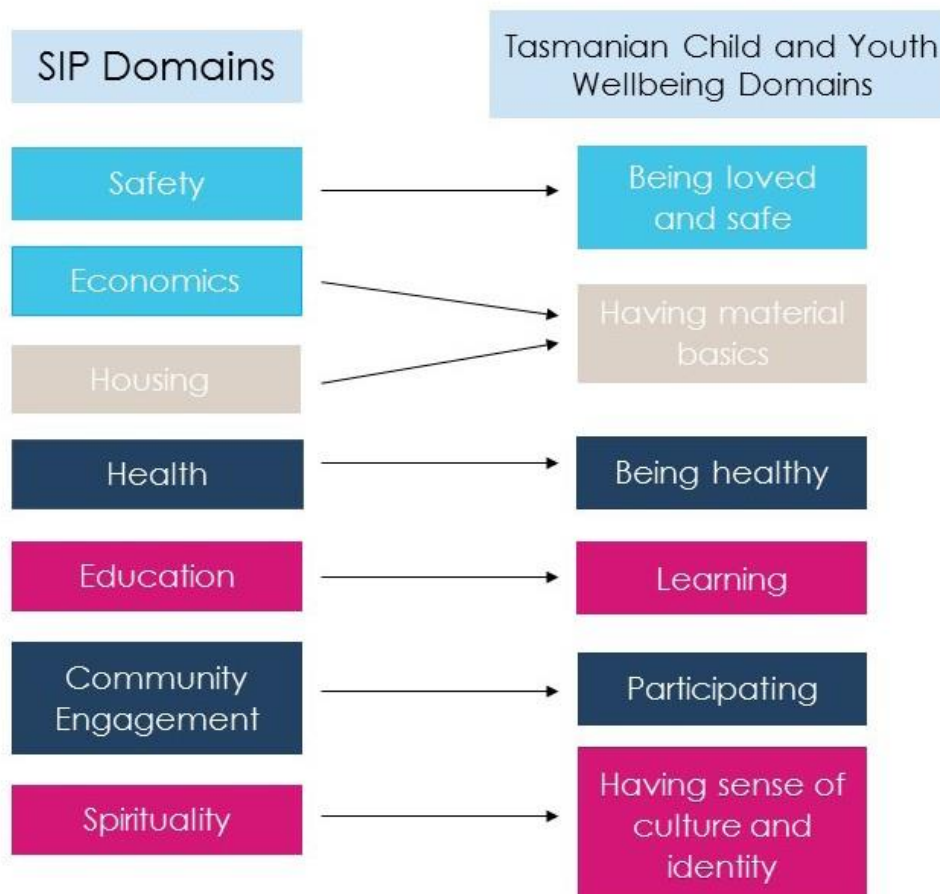 SIP Domains
Tasmanian Child and Youth
Wellbeing Domains
Safety
Being loved
and safe
Economics
Having material
basics
Housing
Health
Being healthy
Education
Learning
Community
Engagement
Participating
Spirituality
Having sense of
culture and
identity